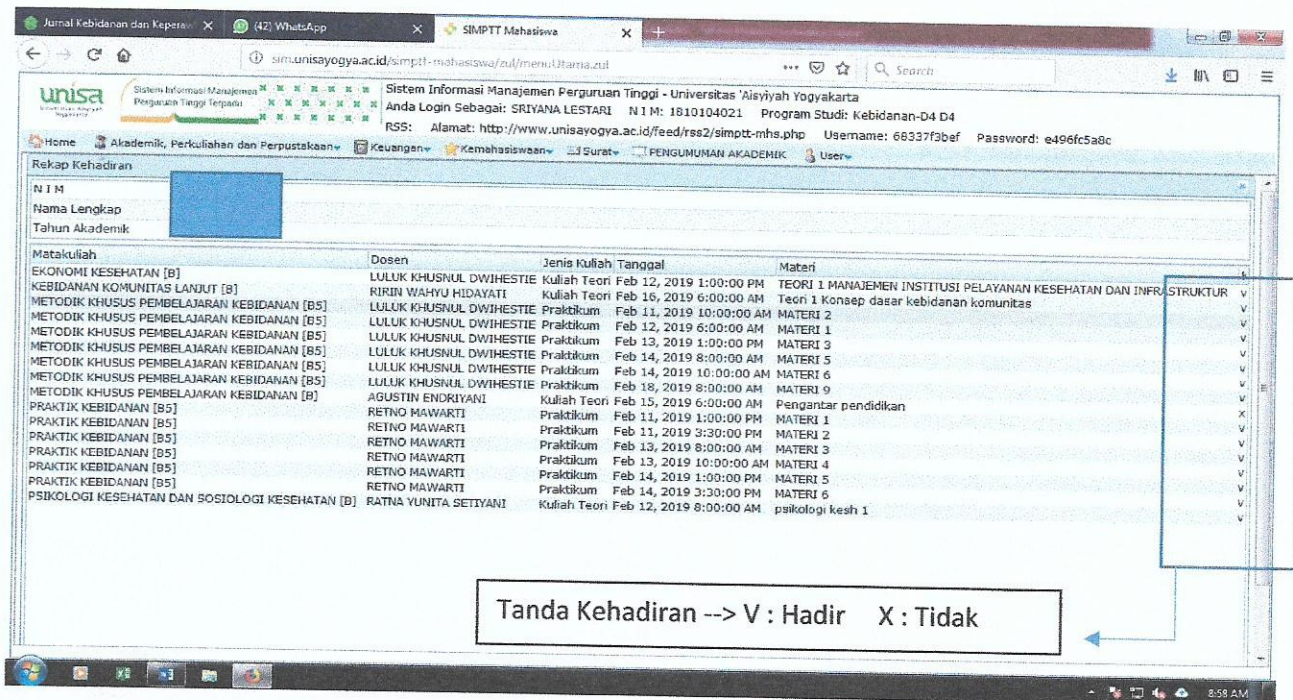 Jurnal Kebidanan dan Keperaw
(42) WhatsApp
SIMPTT Mahasiswa
sim.unisayogya.ac.id/simptt-mahasiswa/zul/menuUtama.zul
Search
unisa
Sistem Informasi Manajemen
Perguruan Tinggi Terpadu
Sistem Informasi Manajemen Perguruan Tinggi - Universitas 'Aisyiyah Yogyakarta
Anda Login Sebagai: SRIYANA LESTARI N I M: 1810104021 Program Studi: Kebidanan-D4 D4
RSS: Alamat: http://www.unisayogya.ac.id/feed/rss2/simptt-mhs.php Username: 68337f3bef Password: e496fc5a8c
Home Akademik, Perkuliahan dan Perpustakaan Keuangan Kemahasiswaan Surat PENGUMUMAN AKADEMIK User
Rekap Kehadiran
N I M
Nama Lengkap
Tahun Akademik
Matakuliah Dosen Jenis Kuliah Tanggal Materi
EKONOMI KESEHATAN [B] LULUK KHUSNUL DWIHESTIE Kuliah Teori Feb 12, 2019 1:00:00 PM TEORI 1 MANAJEMEN INSTITUSI PELAYANAN KESEHATAN DAN INFRASTRUKTUR v
KEBIDANAN KOMUNITAS LANJUT [B] RIRIN WAHYU HIDAYATI Kuliah Teori Feb 16, 2019 6:00:00 AM Teori 1 Konsep dasar kebidanan komunitas v
METODIK KHUSUS PEMBELAJARAN KEBIDANAN [B5] LULUK KHUSNUL DWIHESTIE Praktikum Feb 11, 2019 10:00:00 AM MATERI 2 v
METODIK KHUSUS PEMBELAJARAN KEBIDANAN [B5] LULUK KHUSNUL DWIHESTIE Praktikum Feb 12, 2019 6:00:00 AM MATERI 1 v
METODIK KHUSUS PEMBELAJARAN KEBIDANAN [B5] LULUK KHUSNUL DWIHESTIE Praktikum Feb 13, 2019 1:00:00 PM MATERI 3 v
METODIK KHUSUS PEMBELAJARAN KEBIDANAN [B5] LULUK KHUSNUL DWIHESTIE Praktikum Feb 14, 2019 8:00:00 AM MATERI 5 v
METODIK KHUSUS PEMBELAJARAN KEBIDANAN [B5] LULUK KHUSNUL DWIHESTIE Praktikum Feb 14, 2019 10:00:00 AM MATERI 6 v
METODIK KHUSUS PEMBELAJARAN KEBIDANAN [B5] LULUK KHUSNUL DWIHESTIE Praktikum Feb 18, 2019 8:00:00 AM MATERI 9 v
METODIK KHUSUS PEMBELAJARAN KEBIDANAN [B] AGUSTIN ENDRIYANI Kuliah Teori Feb 15, 2019 6:00:00 AM Pengantar pendidikan
PRAKTIK KEBIDANAN [B5] RETNO MAWARTI Praktikum Feb 11, 2019 1:00:00 PM MATERI 1 x
PRAKTIK KEBIDANAN [B5] RETNO MAWARTI Praktikum Feb 11, 2019 3:30:00 PM MATERI 2 v
PRAKTIK KEBIDANAN [B5] RETNO MAWARTI Praktikum Feb 13, 2019 8:00:00 AM MATERI 3 v
PRAKTIK KEBIDANAN [B5] RETNO MAWARTI Praktikum Feb 13, 2019 10:00:00 AM MATERI 4 v
PRAKTIK KEBIDANAN [B5] RETNO MAWARTI Praktikum Feb 14, 2019 1:00:00 PM MATERI 5 v
PRAKTIK KEBIDANAN [B5] RETNO MAWARTI Praktikum Feb 14, 2019 3:30:00 PM MATERI 6 v
PSIKOLOGI KESEHATAN DAN SOSIOLOGI KESEHATAN [B] RATNA YUNITA SETIYANI Kuliah Teori Feb 12, 2019 8:00:00 AM psikologi kesh 1 v
Tanda Kehadiran --> V : Hadir X : Tidak
8:58 AM